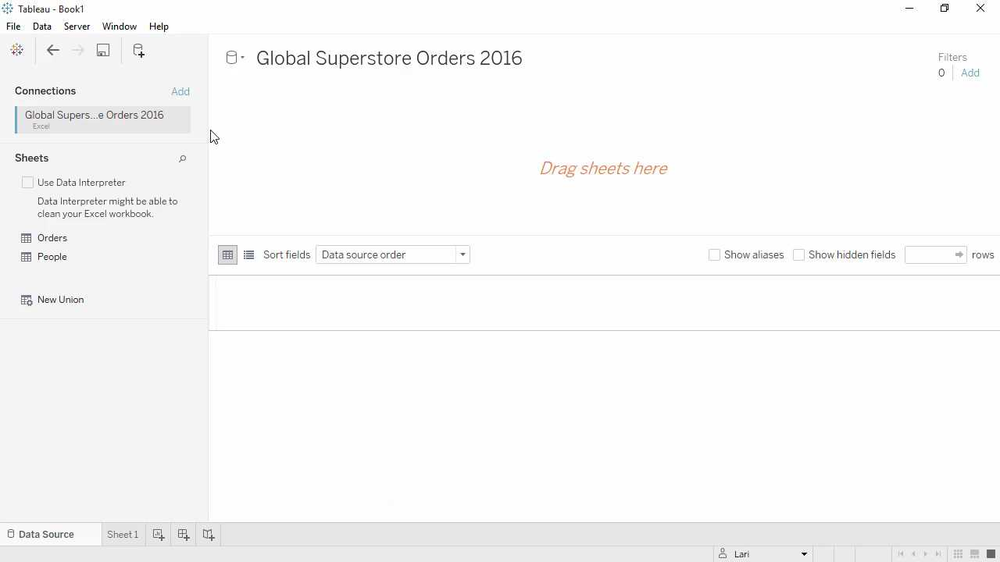 Tableau - Book1
File Data Server Window Help
Connections Add
Global Supers...e Orders 2016
Excel
Sheets
Use Data Interpreter
Data Interpreter might be able to
clean your Excel workbook.
Orders
People
New Union
Global Superstore Orders 2016
Filters
0 Add
Drag sheets here
Sort fields Data source order Show aliases Show hidden fields rows
Data Source Sheet 1
Lari